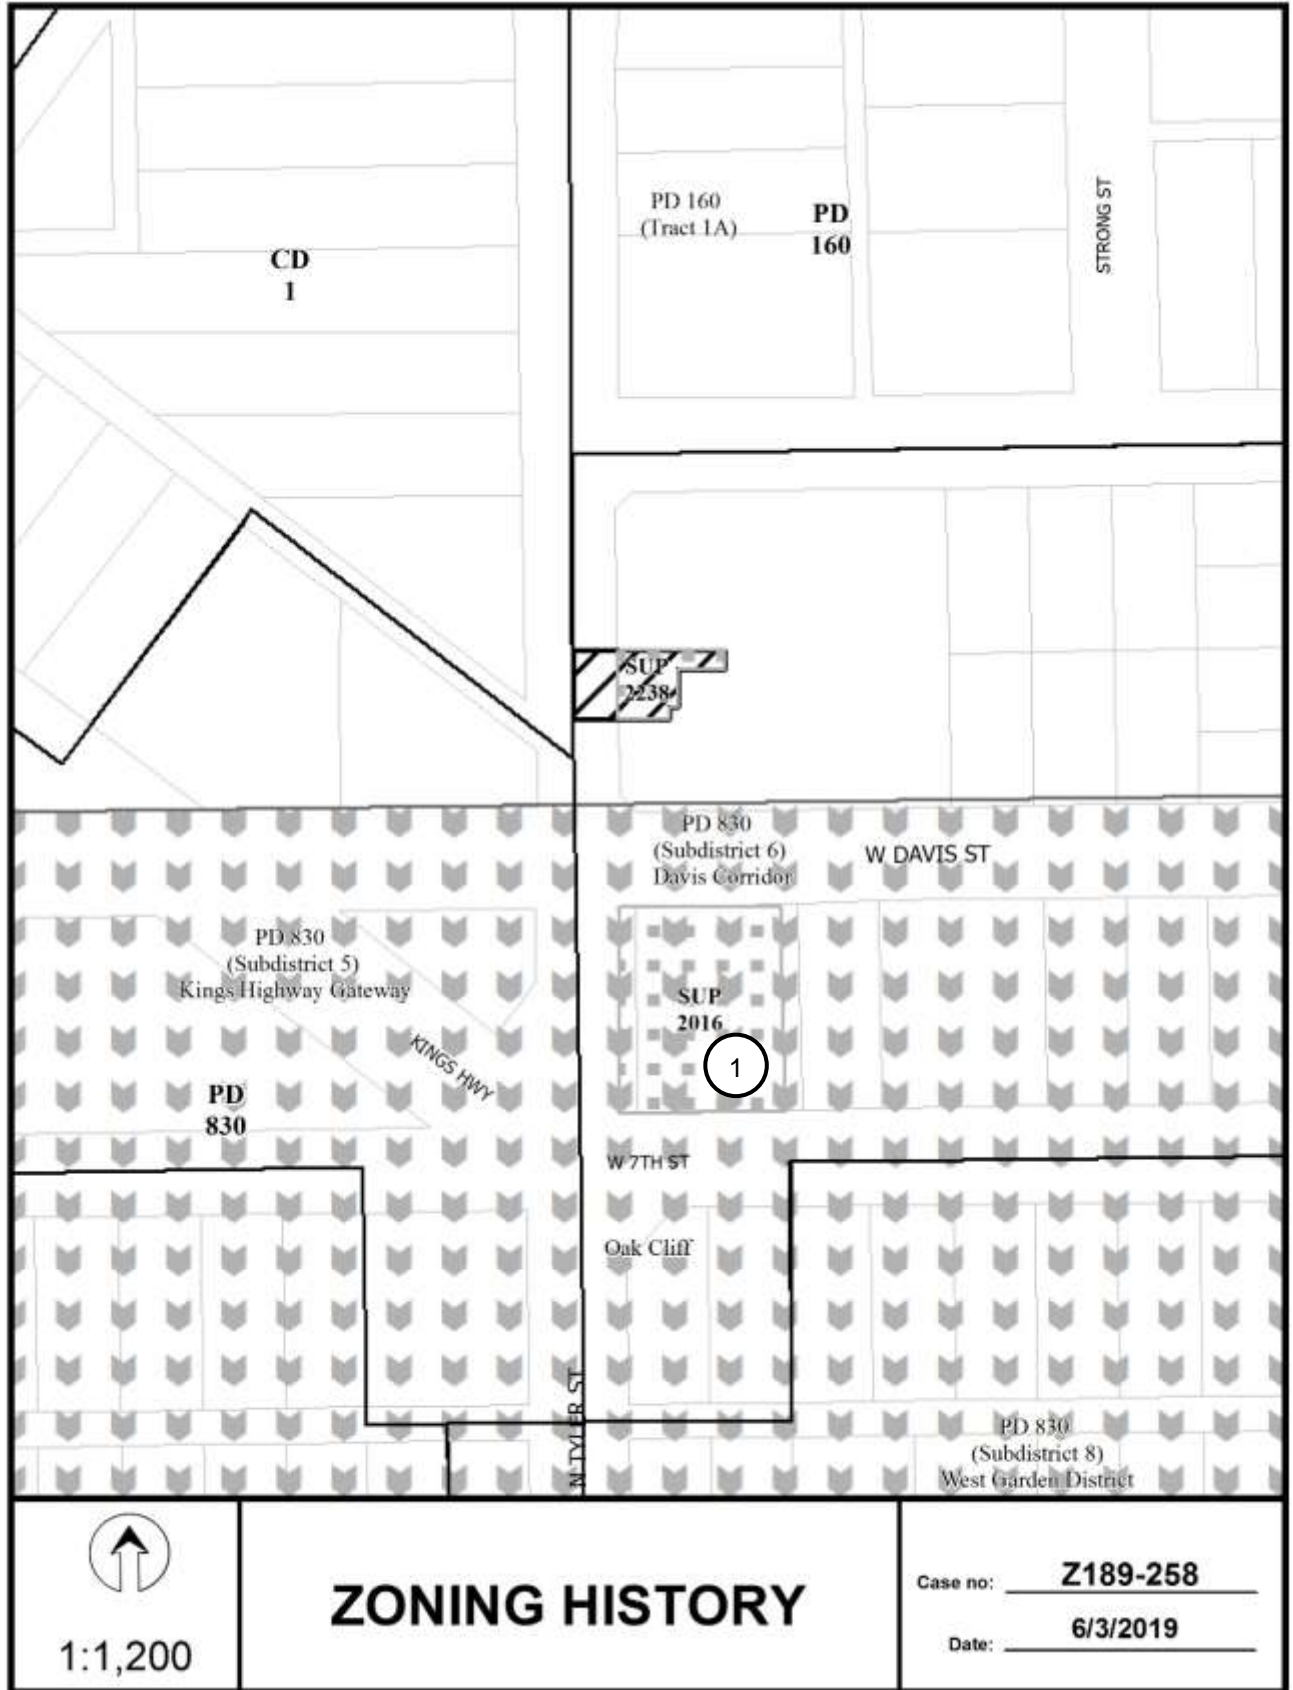 PD 160
(Tract 1A)
PD
160
STRONG ST
CD
1
SUP
2238
PD 830
(Subdistrict 6)
Davis Corridor
W DAVIS ST
PD 830
(Subdistrict 5)
Kings Highway Gateway
SUP
2016
KINGS HWY
1
PD
830
W 7TH ST
Oak Cliff
N TYLER ST
PD 830
(Subdistrict 8)
West Garden District
1:1,200
ZONING HISTORY
Case no: Z189-258
Date: 6/3/2019